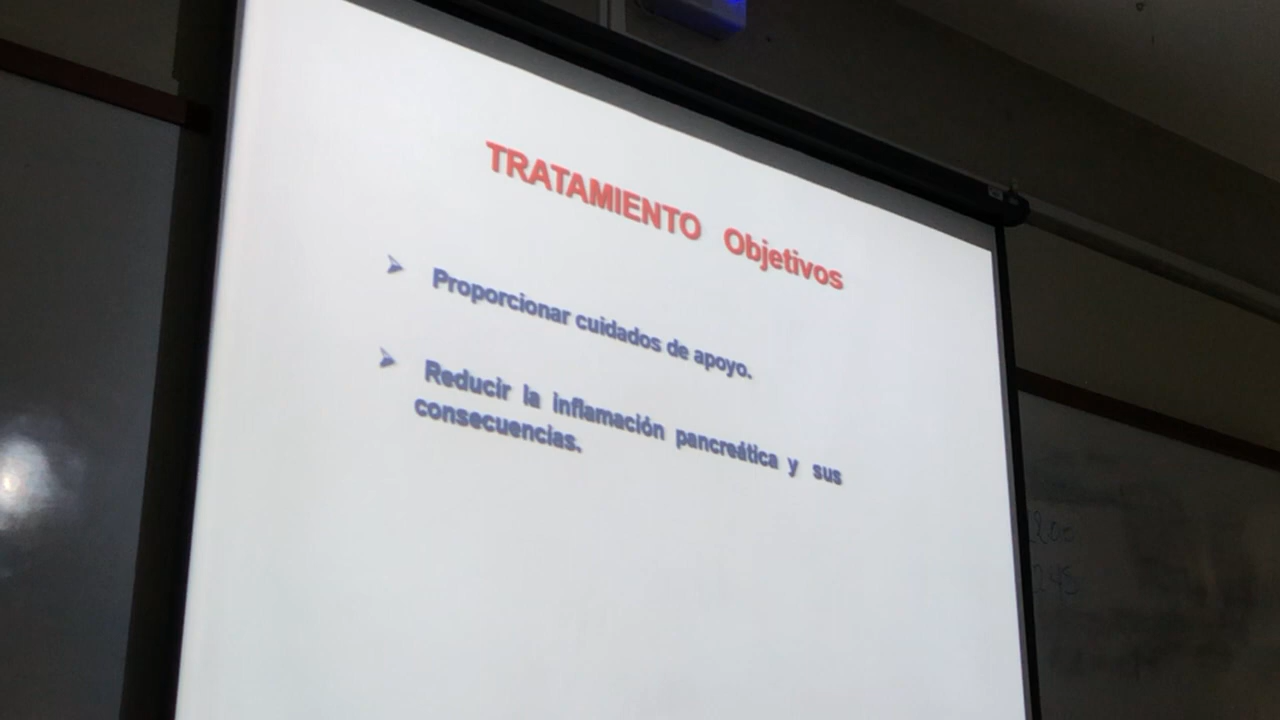 TRATAMIENTO Objetivos
Proporcionar cuidados de apoyo.
Reducir la inflamación pancreática y sus
consecuencias.